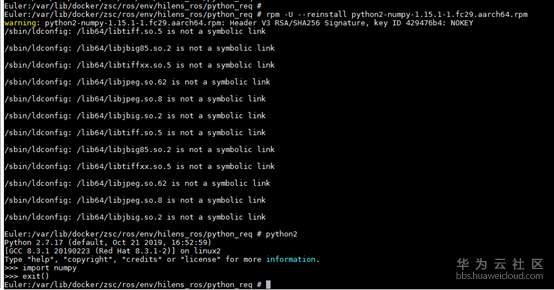 Euler:/var/lib/docker/zsc/ros/env/hilens_ros/python_req #
Euler:/var/lib/docker/zsc/ros/env/hilens_ros/python_req # rpm -U --reinstall python2-numpy-1.15.1-1.fc29.aarch64.rpm
warning: python2-numpy-1.15.1-1.fc29.aarch64.rpm: Header V3 RSA/SHA256 Signature, key ID 429476b4: NOKEY
/sbin/ldconfig: /lib64/libtiff.so.5 is not a symbolic link
/sbin/ldconfig: /lib64/libjbig85.so.2 is not a symbolic link
/sbin/ldconfig: /lib64/libtiffxx.so.5 is not a symbolic link
/sbin/ldconfig: /lib64/libjpeg.so.62 is not a symbolic link
/sbin/ldconfig: /lib64/libjpeg.so.8 is not a symbolic link
/sbin/ldconfig: /lib64/libjbig.so.2 is not a symbolic link
/sbin/ldconfig: /lib64/libtiff.so.5 is not a symbolic link
/sbin/ldconfig: /lib64/libjbig85.so.2 is not a symbolic link
/sbin/ldconfig: /lib64/libtiffxx.so.5 is not a symbolic link
/sbin/ldconfig: /lib64/libjpeg.so.62 is not a symbolic link
/sbin/ldconfig: /lib64/libjpeg.so.8 is not a symbolic link
/sbin/ldconfig: /lib64/libjbig.so.2 is not a symbolic link
Euler:/var/lib/docker/zsc/ros/env/hilens_ros/python_req # python2
Python 2.7.17 (default, Oct 21 2019, 16:52:59)
[GCC 8.3.1 20190223 (Red Hat 8.3.1-2)] on linux2
Type "help", "copyright", "credits" or "license" for more information.
>>> import numpy
>>> exit()
Euler:/var/lib/docker/zsc/ros/env/hilens_ros/python_req #
华为云社区
bbs.huaweicloud.com